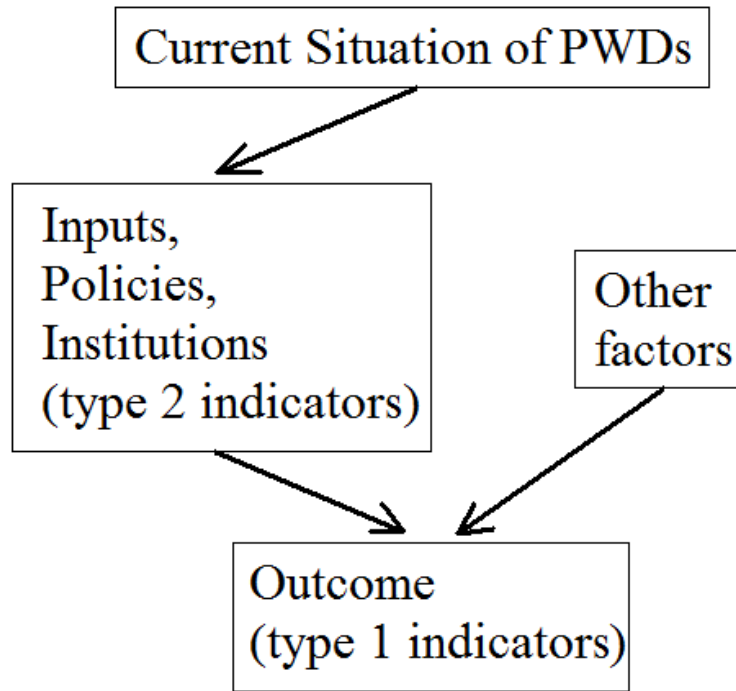 Current Situation of PWDs
Inputs,
Policies,
Institutions
(type 2 indicators)
Other
factors
Outcome
(type 1 indicators)